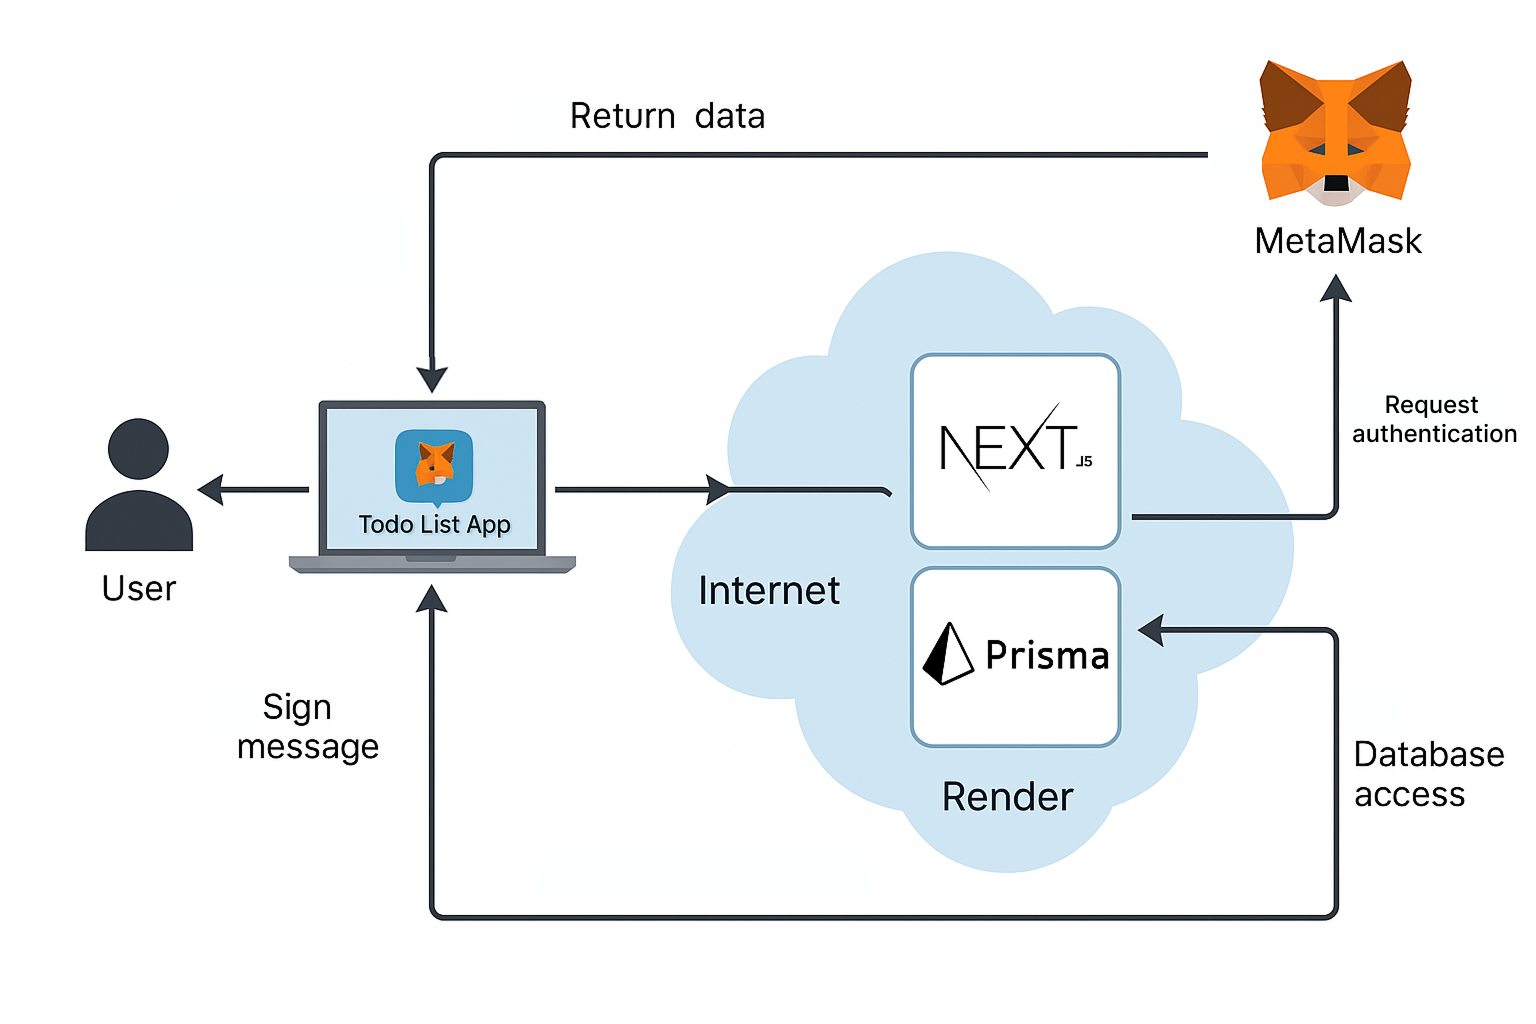 Return data
MetaMask
Request
authentication
NEXT
.JS
Todo List App
User
Internet
Prisma
Sign
message
Render
Database
access